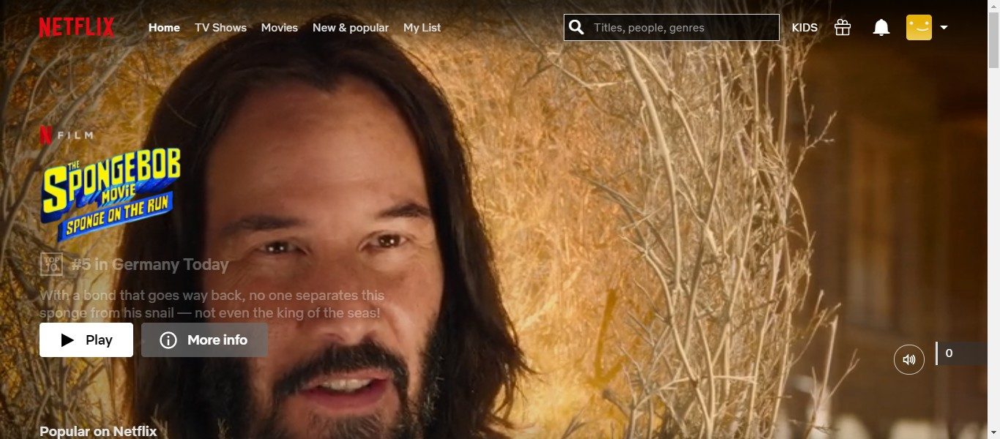 NETFLIX Home TV Shows Movies New & popular My List Titles, people, genres KIDS
N FILM
THE
SPONGEBOB
MOVIE
SPONGE ON THE RUN
TOP
10
#5 in Germany Today
With a bond that goes way back, no one separates this
sponge from his snail — not even the king of the seas!
Play More info
0
Popular on Netflix